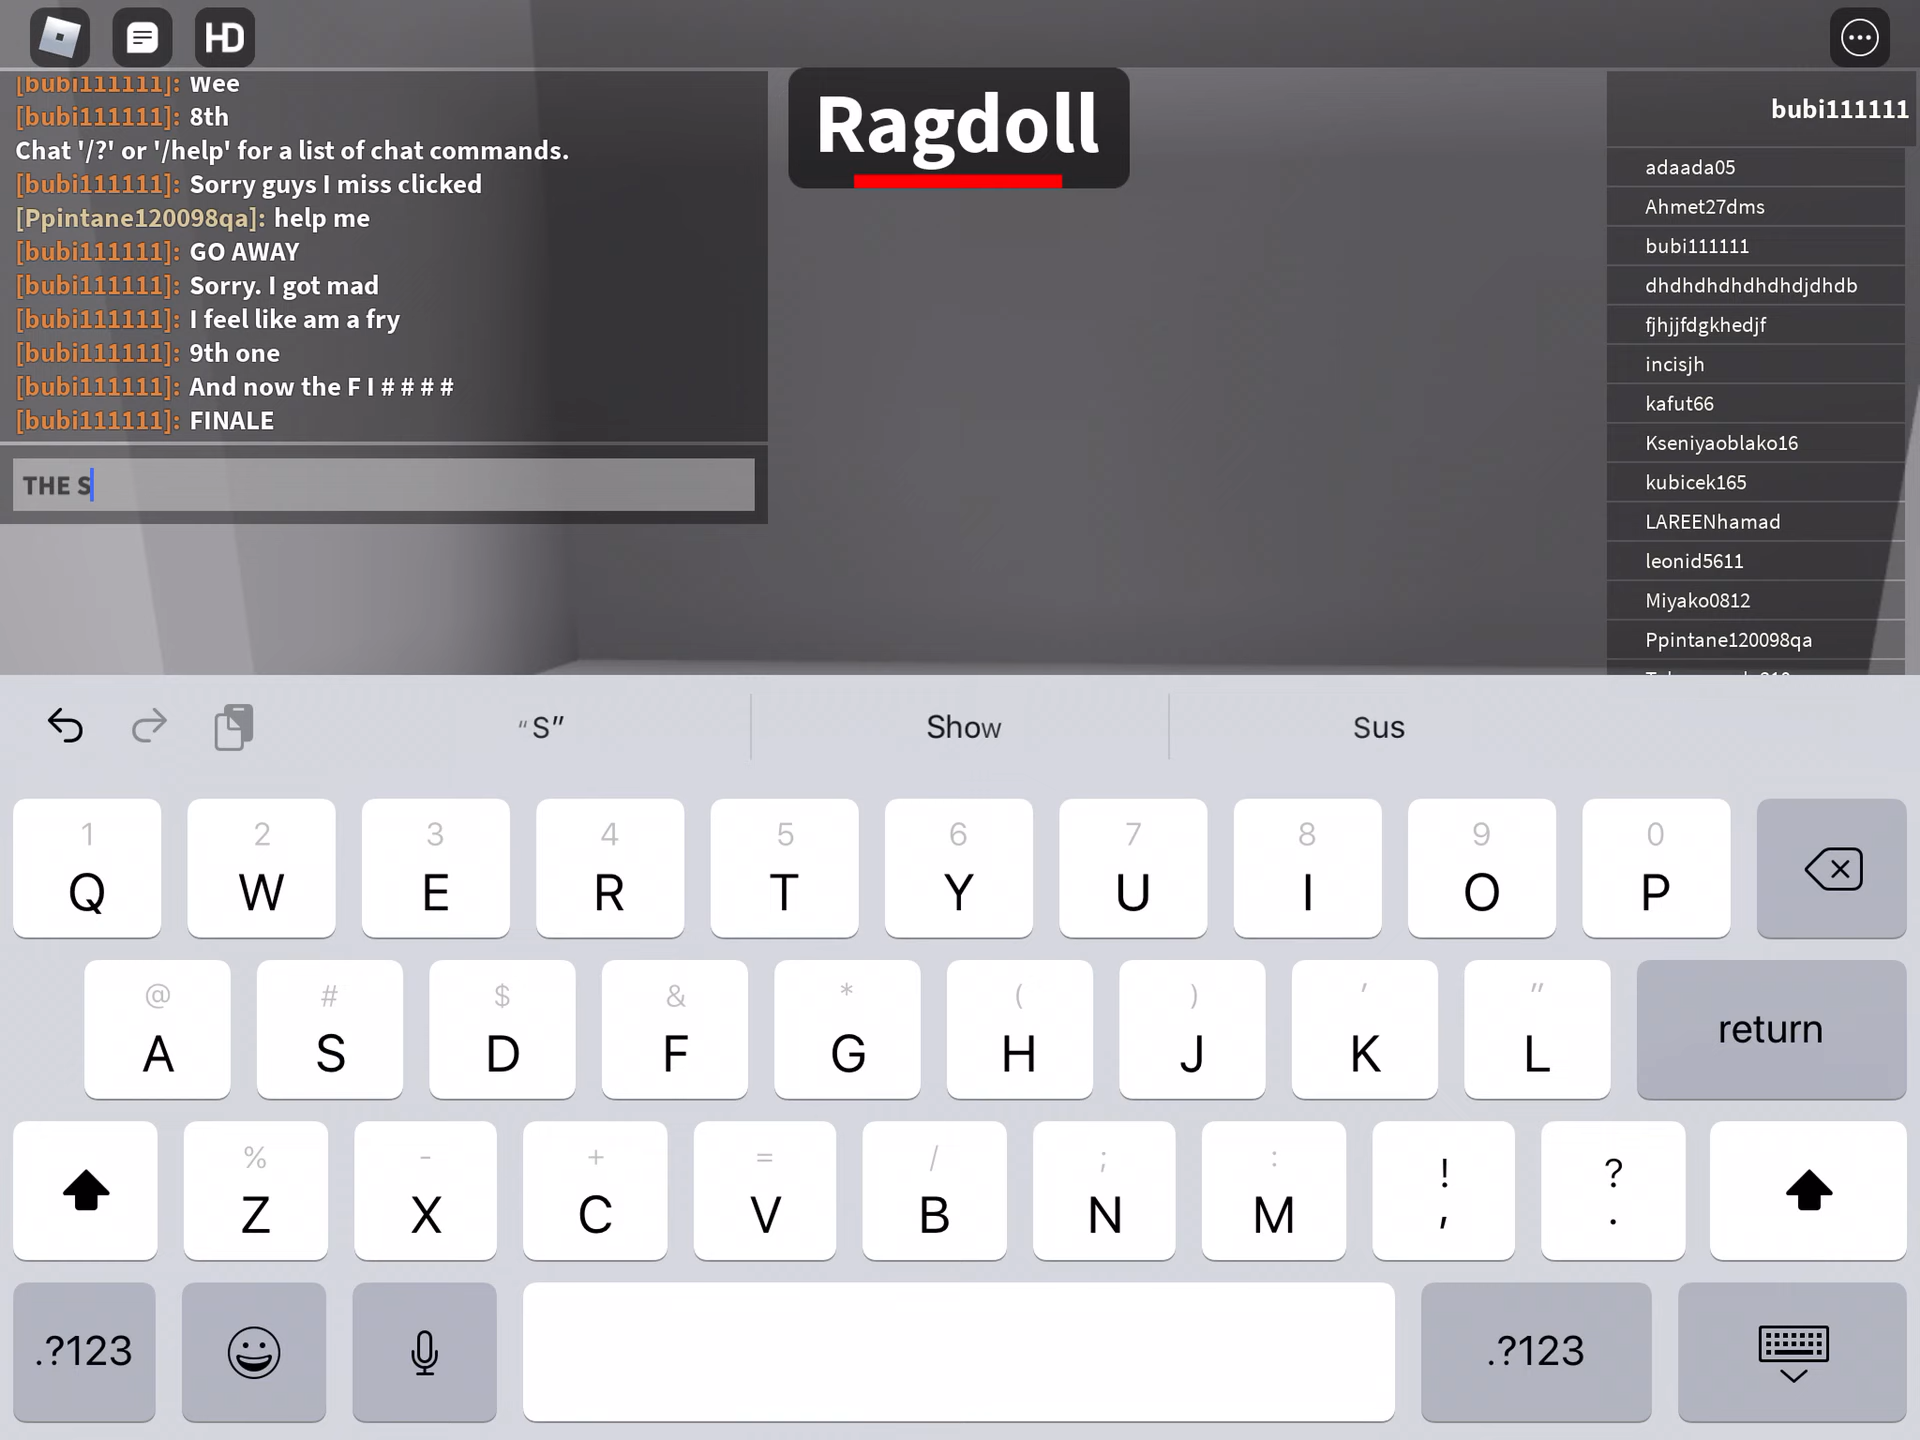 HD
[bubi111111]: Wee
[bubi111111]: 8th
Chat '/?' or '/help' for a list of chat commands.
[bubi111111]: Sorry guys I miss clicked
[Ppintane120098qa]: help me
[bubi111111]: GO AWAY
[bubi111111]: Sorry. I got mad
[bubi111111]: I feel like am a fry
[bubi111111]: 9th one
[bubi111111]: And now the F I # # # #
[bubi111111]: FINALE
THE S
Ragdoll
bubi111111
adaada05
Ahmet27dms
bubi111111
dhdhdhdhdhdhdjdhdb
fjhjjfdgkhedjf
incisjh
kafut66
Kseniyaoblako16
kubicek165
LAREENhamad
leonid5611
Miyako0812
Ppintane120098qa
“S” Show Sus
1 2 3 4 5 6 7 8 9 0
Q W E R T Y U I O P
@ # $ & * ( ) ' "
A S D F G H J K L return
% - + = / ; : ! ?
Z X C V B N M , .
.?123 .?123